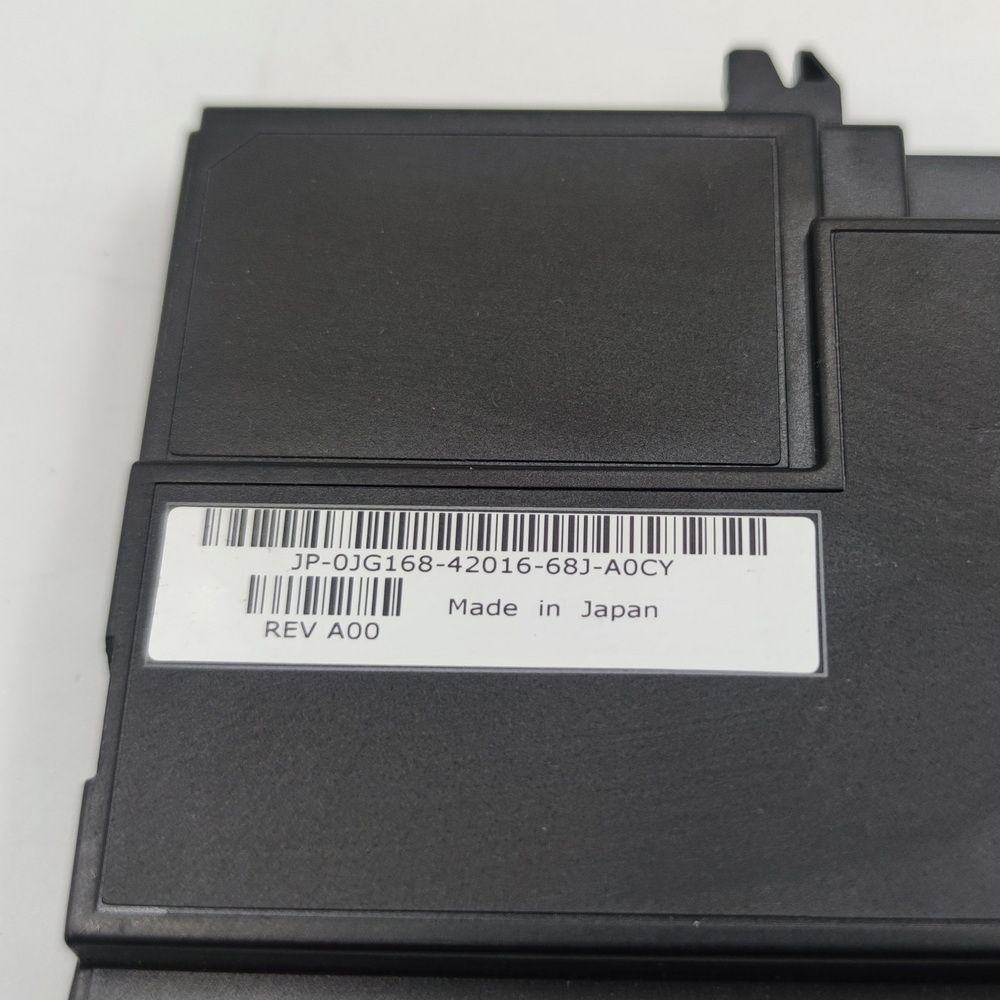 JP-0JG168-42016-68J-A0CY
Made in Japan
REV A00